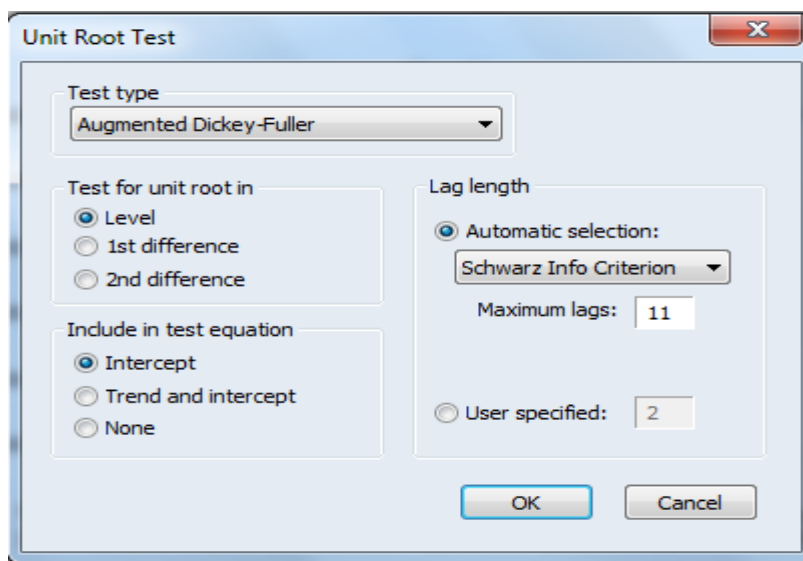 Unit Root Test
Test type
Augmented Dickey-Fuller
Test for unit root in
Level
1st difference
2nd difference
Include in test equation
Intercept
Trend and intercept
None
Lag length
Automatic selection:
Schwarz Info Criterion
Maximum lags: 11
User specified: 2
OK
Cancel